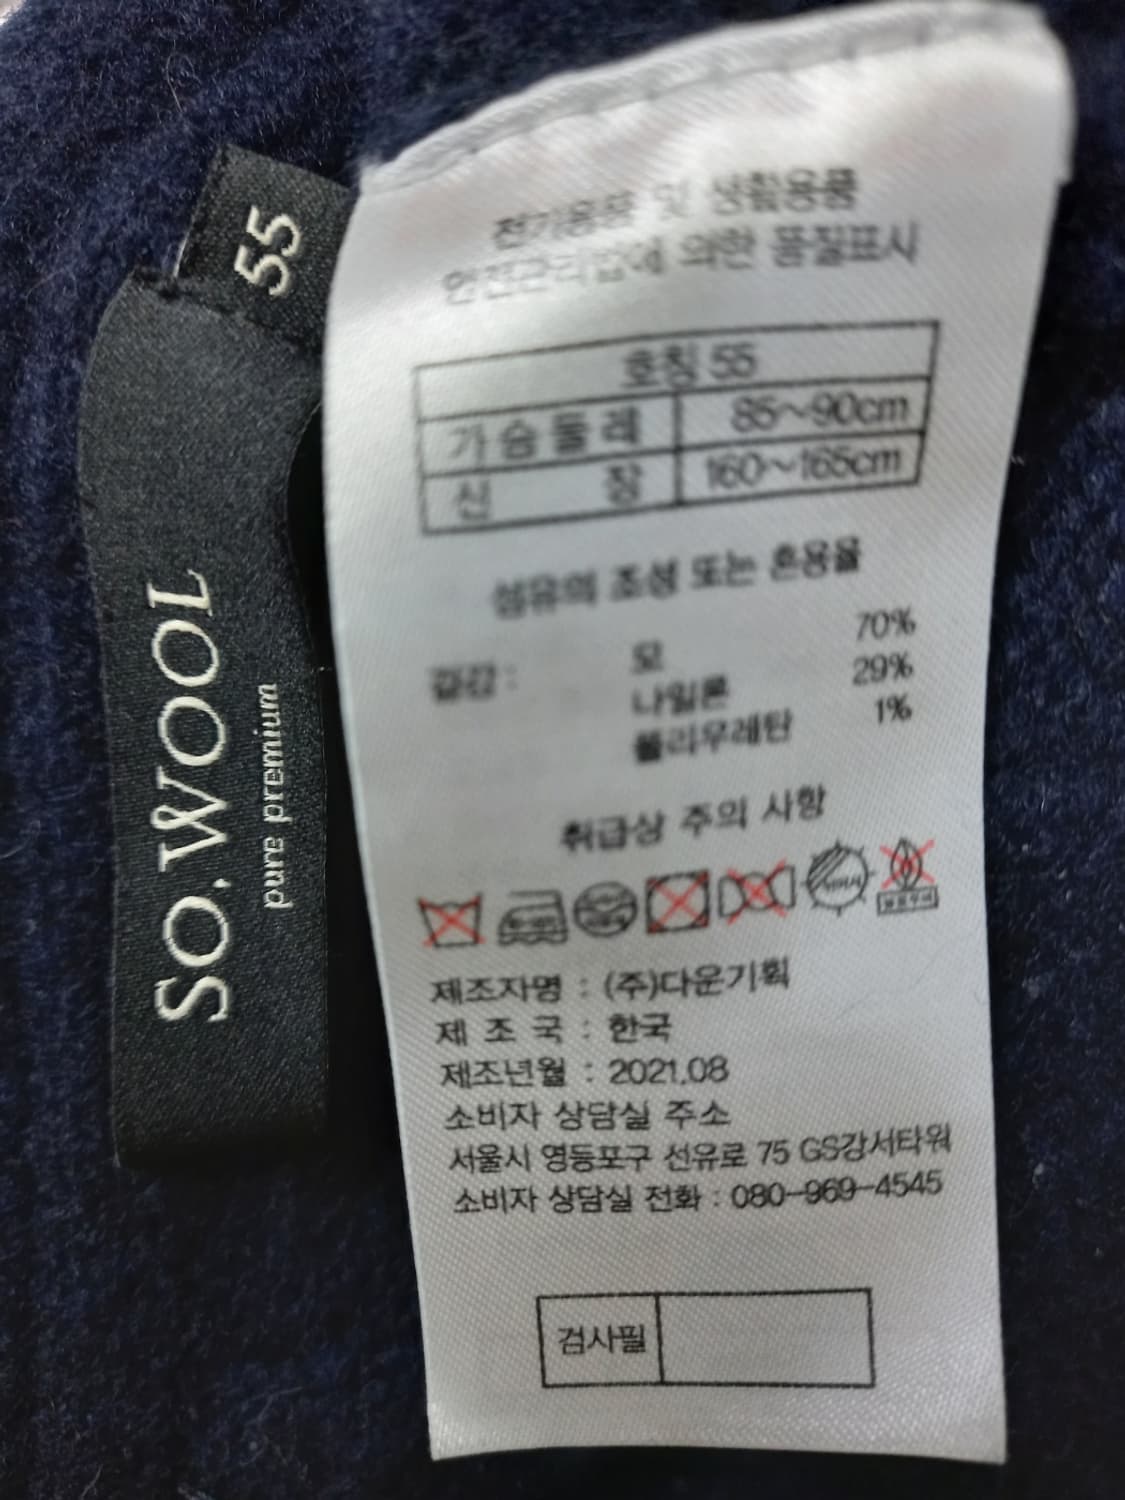 55
SO.WOOL
pure premium
전기용품 및 생활용품
안전관리법에 의한 품질표시
호칭 55
가슴둘레 85~90cm
신 장 160~165cm
섬유의 조성 또는 혼용율
겉감 : 모 70%
나일론 29%
폴리우레탄 1%
취급상 주의 사항
제조자명 : (주)다운기획
제 조 국 : 한국
제조년월 : 2021.08
소비자 상담실 주소
서울시 영등포구 선유로 75 GS강서타워
소비자 상담실 전화 : 080-969-4545
검사필